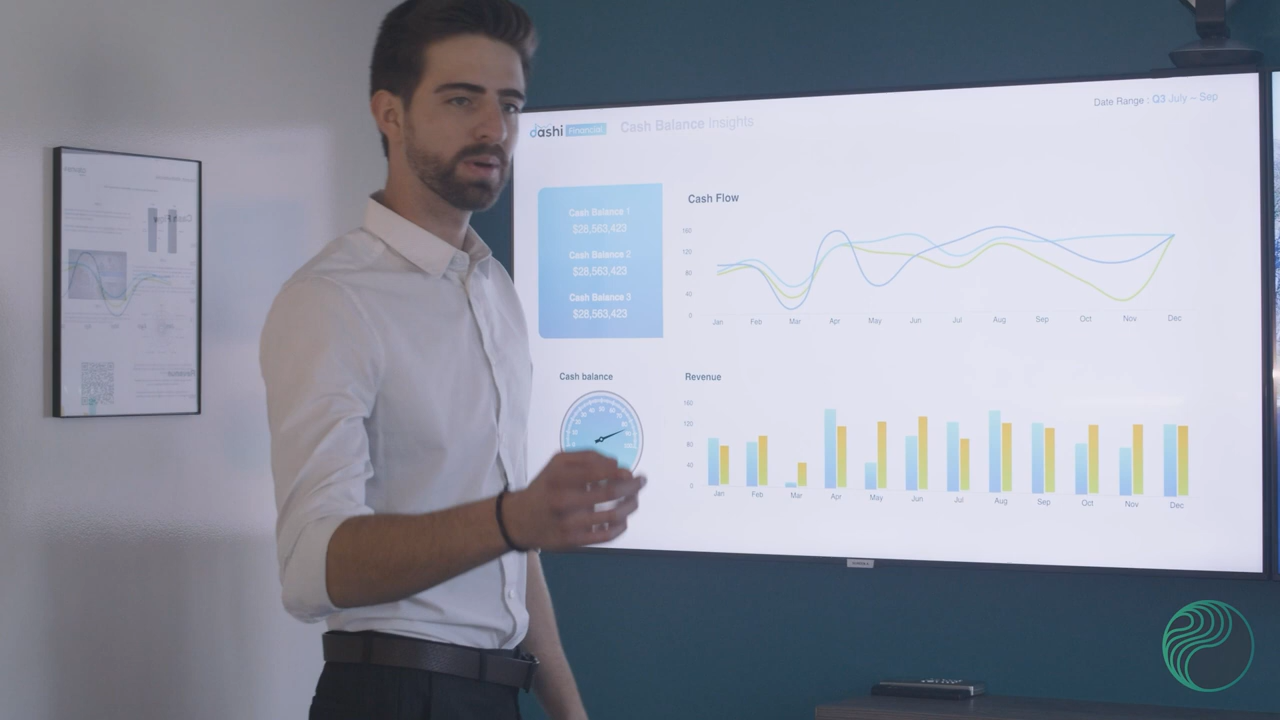 dashi Financial Cash Balance Insights
Date Range : Q3 July – Sep
Cash Balance 1
$28,563,423
Cash Balance 2
$28,563,423
Cash Balance 3
$28,563,423
Cash Flow
160
120
80
40
0
Jan Feb Mar Apr May Jun Jul Aug Sep Oct Nov Dec
Cash balance
Revenue
160
120
80
40
0
Jan Feb Mar Apr May Jun Jul Aug Sep Oct Nov Dec